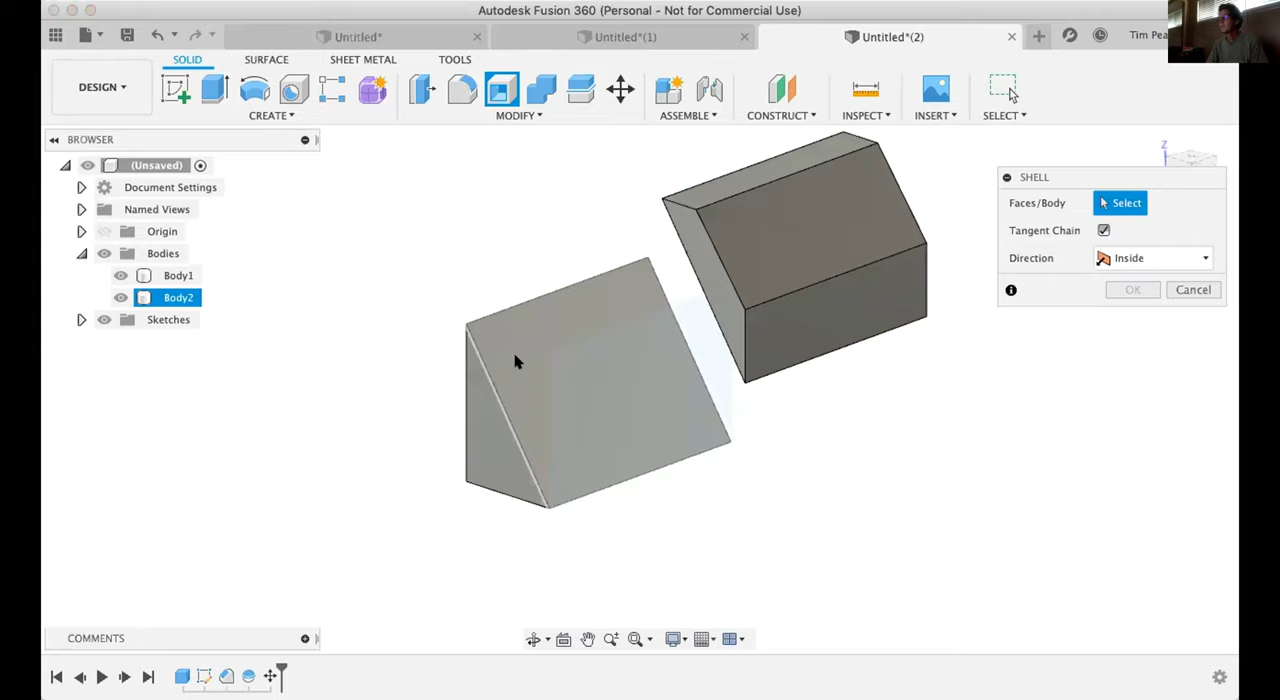 Autodesk Fusion 360 (Personal - Not for Commercial Use)
Untitled*
Untitled*(1)
Untitled*(2)
Tim Pea
SOLID
SURFACE
SHEET METAL
TOOLS
DESIGN
CREATE
MODIFY
ASSEMBLE
CONSTRUCT
INSPECT
INSERT
SELECT
BROWSER
(Unsaved)
Document Settings
Named Views
Origin
Bodies
Body1
Body2
Sketches
Z
SHELL
Faces/Body
Select
Tangent Chain
Direction
Inside
OK
Cancel
COMMENTS